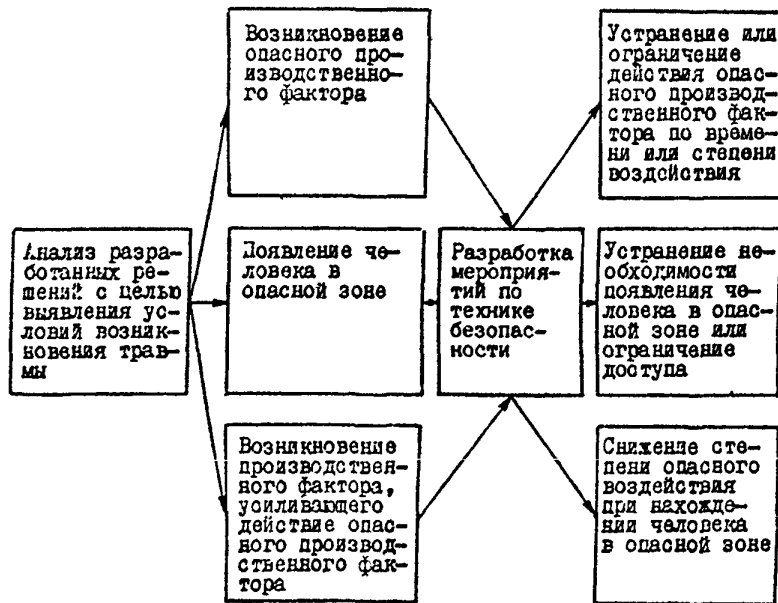 Возникновение
опасного про-
изводственно-
го фактора
Устранение или
ограничение
действия опас-
ного производ-
ственного фак-
тора по време-
ни или степени
воздействия
Анализ разра-
ботанных ре-
шений с целью
выявления ус-
ловий возник-
новения трав-
мы
Появление че-
ловека в
опасной зоне
Разработка
мероприя-
тий по
технике
безопас-
ности
Устранение не-
обходимости
появления че-
ловека в опас-
ной зоне или
ограничение
доступа
Возникновение
производствен-
ного фактора,
усиливающего
действие опас-
ного производ-
ственного фак-
тора
Снижение сте-
пени опасного
воздействия
при нахожде-
нии человека
в опасной зоне